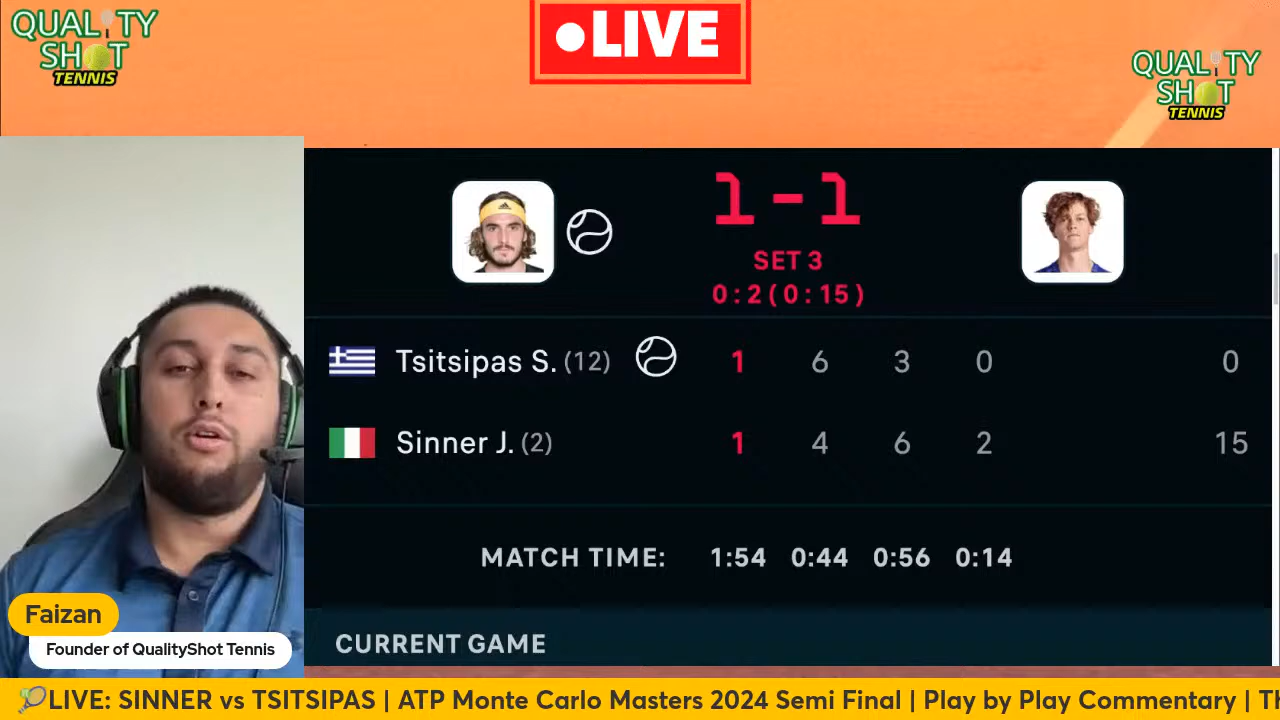 QUALITY
SHOT
TENNIS
LIVE
QUALITY
SHOT
TENNIS
1-1
SET 3
0:2(0:15)
Tsitsipas S. (12) 1 6 3 0 0
Sinner J. (2) 1 4 6 2 15
MATCH TIME: 1:54 0:44 0:56 0:14
CURRENT GAME
Faizan
Founder of QualityShot Tennis
LIVE: SINNER vs TSITSIPAS | ATP Monte Carlo Masters 2024 Semi Final | Play by Play Commentary |